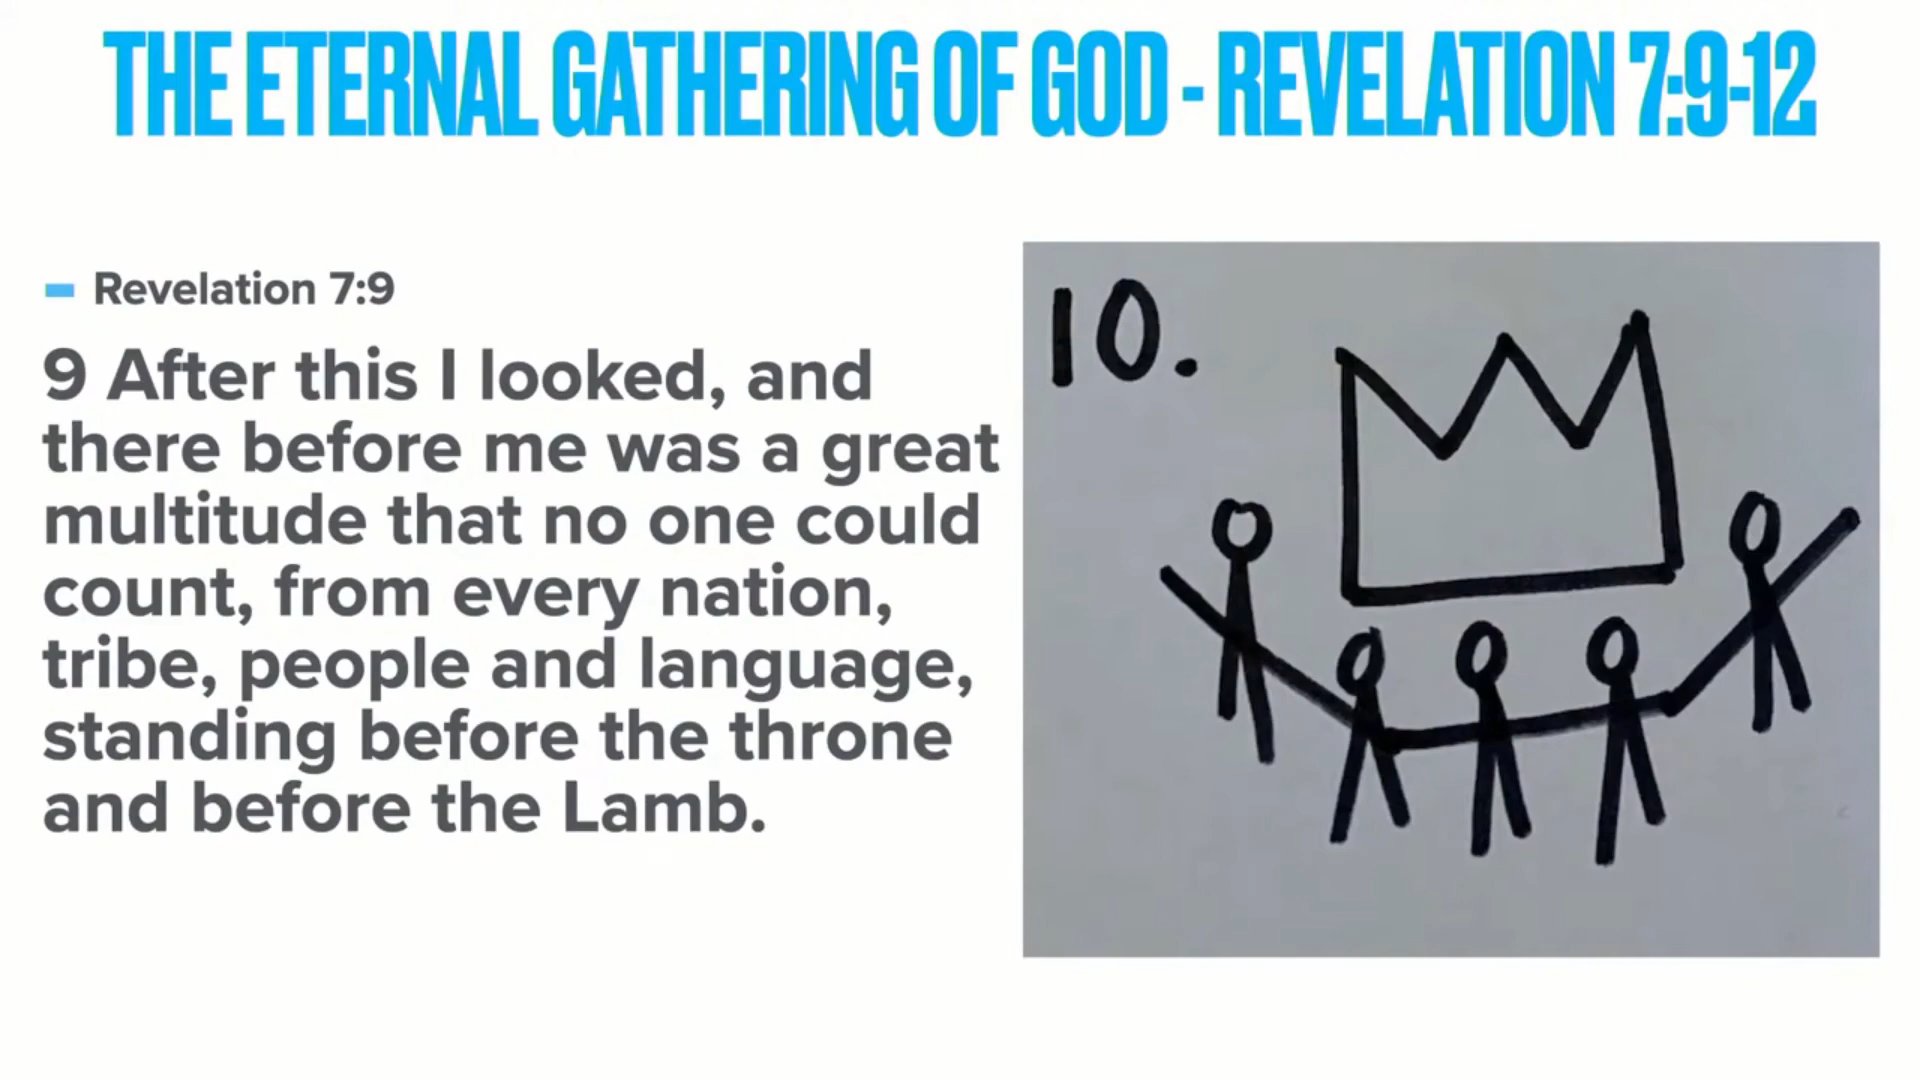 THE ETERNAL GATHERING OF GOD - REVELATION 7:9-12
Revelation 7:9
9 After this I looked, and
there before me was a great
multitude that no one could
count, from every nation,
tribe, people and language,
standing before the throne
and before the Lamb.
10.